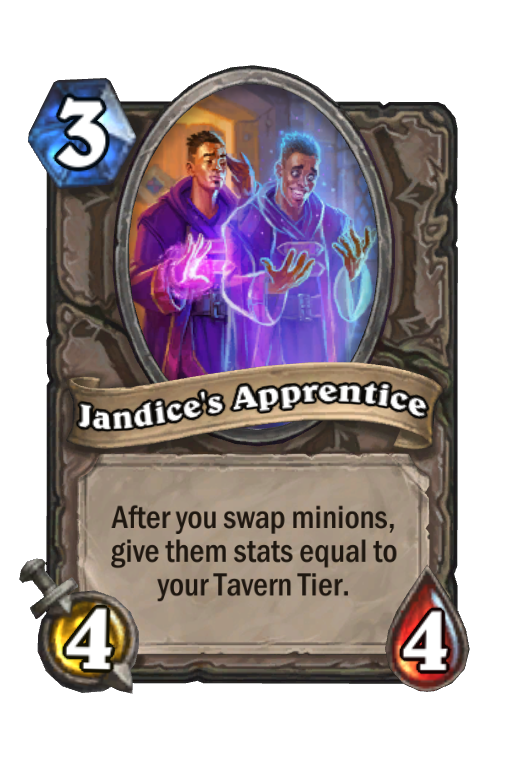 3
Jandice's Apprentice
After you swap minions,
give them stats equal to
your Tavern Tier.
4
4